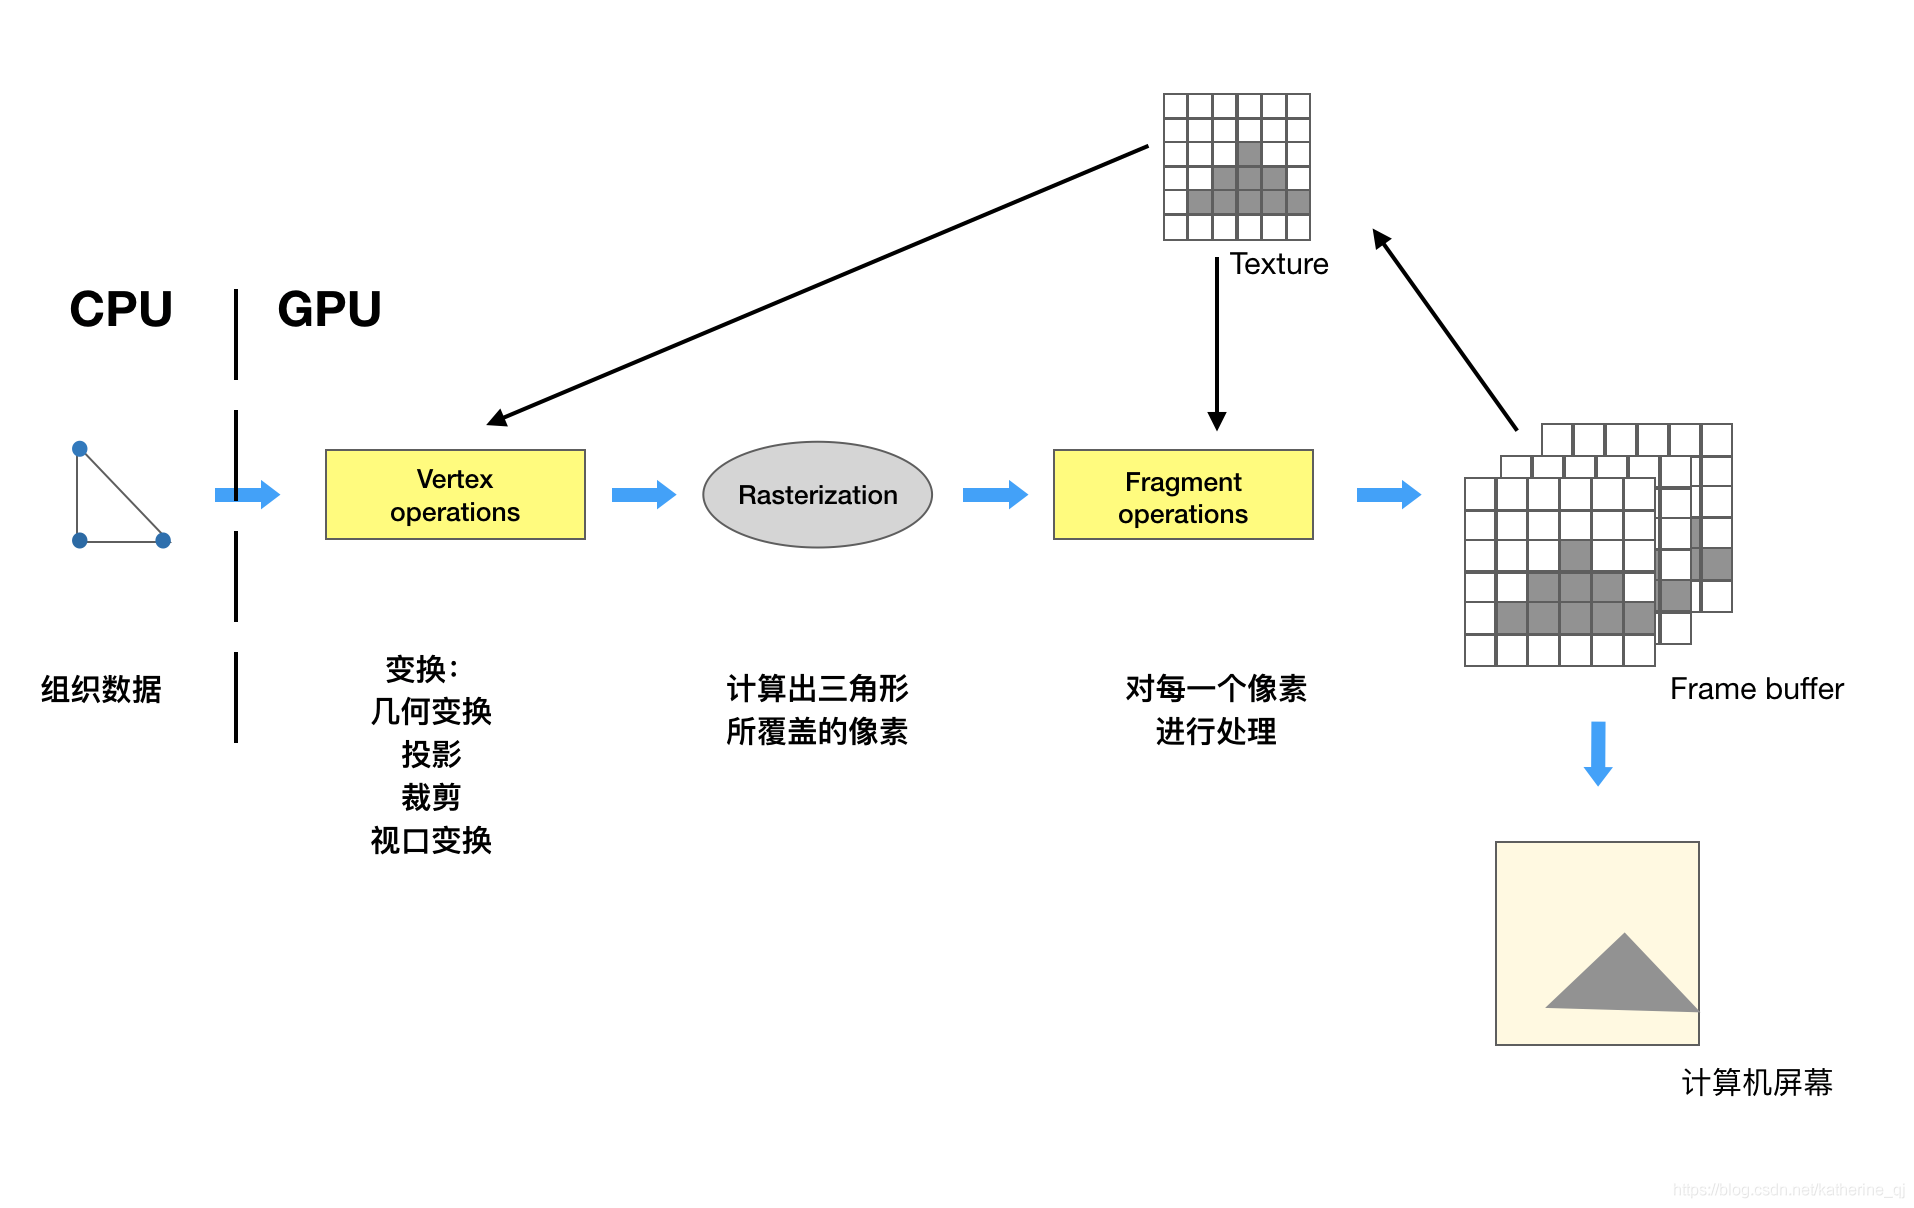 Texture
CPU
GPU
Vertex
operations
Rasterization
Fragment
operations
Frame buffer
组织数据
变换：
几何变换
投影
裁剪
视口变换
计算出三角形
所覆盖的像素
对每一个像素
进行处理
计算机屏幕
https://blog.csdn.net/katherine_qj